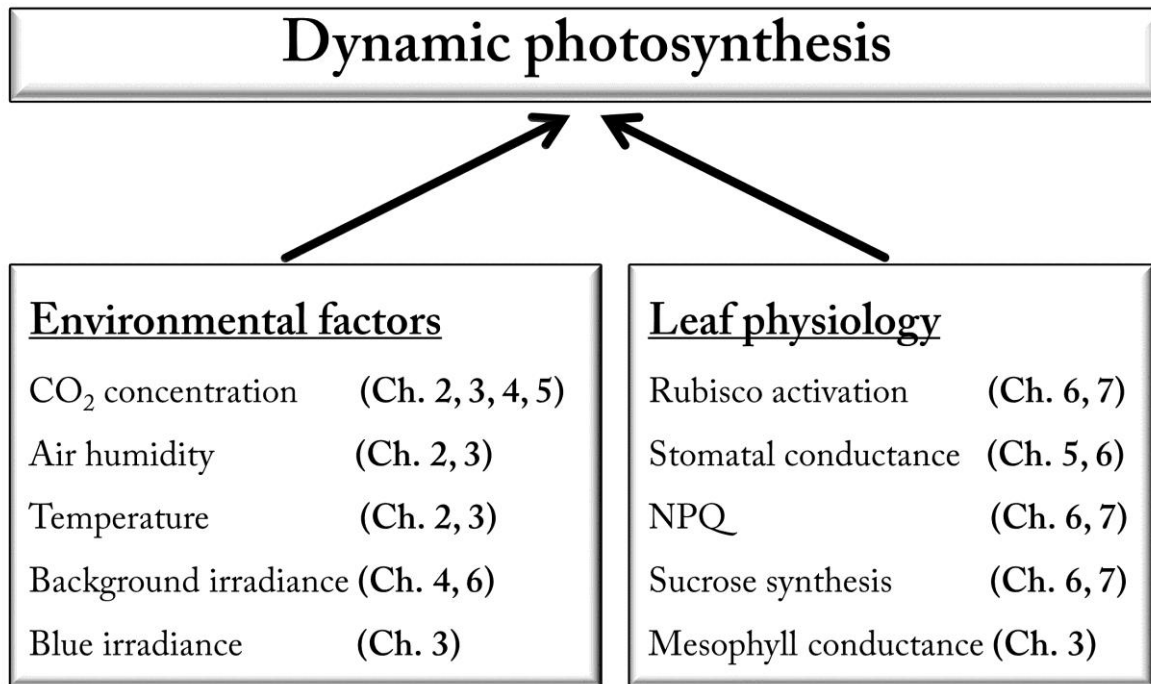 Dynamic photosynthesis
Environmental factors
CO₂ concentration (Ch. 2, 3, 4, 5)
Air humidity (Ch. 2, 3)
Temperature (Ch. 2, 3)
Background irradiance (Ch. 4, 6)
Blue irradiance (Ch. 3)
Leaf physiology
Rubisco activation (Ch. 6, 7)
Stomatal conductance (Ch. 5, 6)
NPQ (Ch. 6, 7)
Sucrose synthesis (Ch. 6, 7)
Mesophyll conductance (Ch. 3)